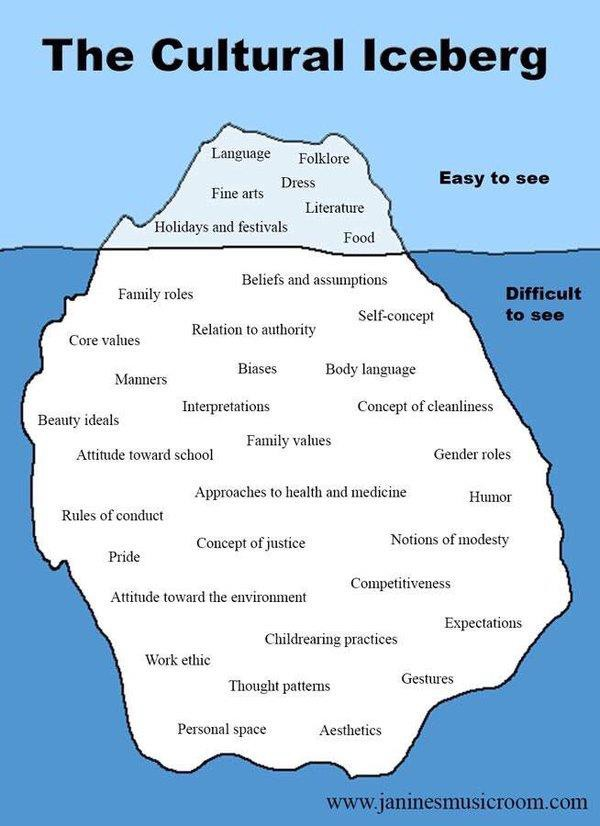 The Cultural Iceberg
Language
Folklore
Easy to see
Dress
Fine arts
Literature
Holidays and festivals
Food
Beliefs and assumptions
Family roles
Difficult
to see
Self-concept
Relation to authority
Core values
Biases
Body language
Manners
Interpretations
Concept of cleanliness
Beauty ideals
Family values
Attitude toward school
Gender roles
Approaches to health and medicine
Humor
Rules of conduct
Concept of justice
Notions of modesty
Pride
Competitiveness
Attitude toward the environment
Expectations
Childrearing practices
Work ethic
Gestures
Thought patterns
Personal space
Aesthetics
www.janinesmusicroom.com